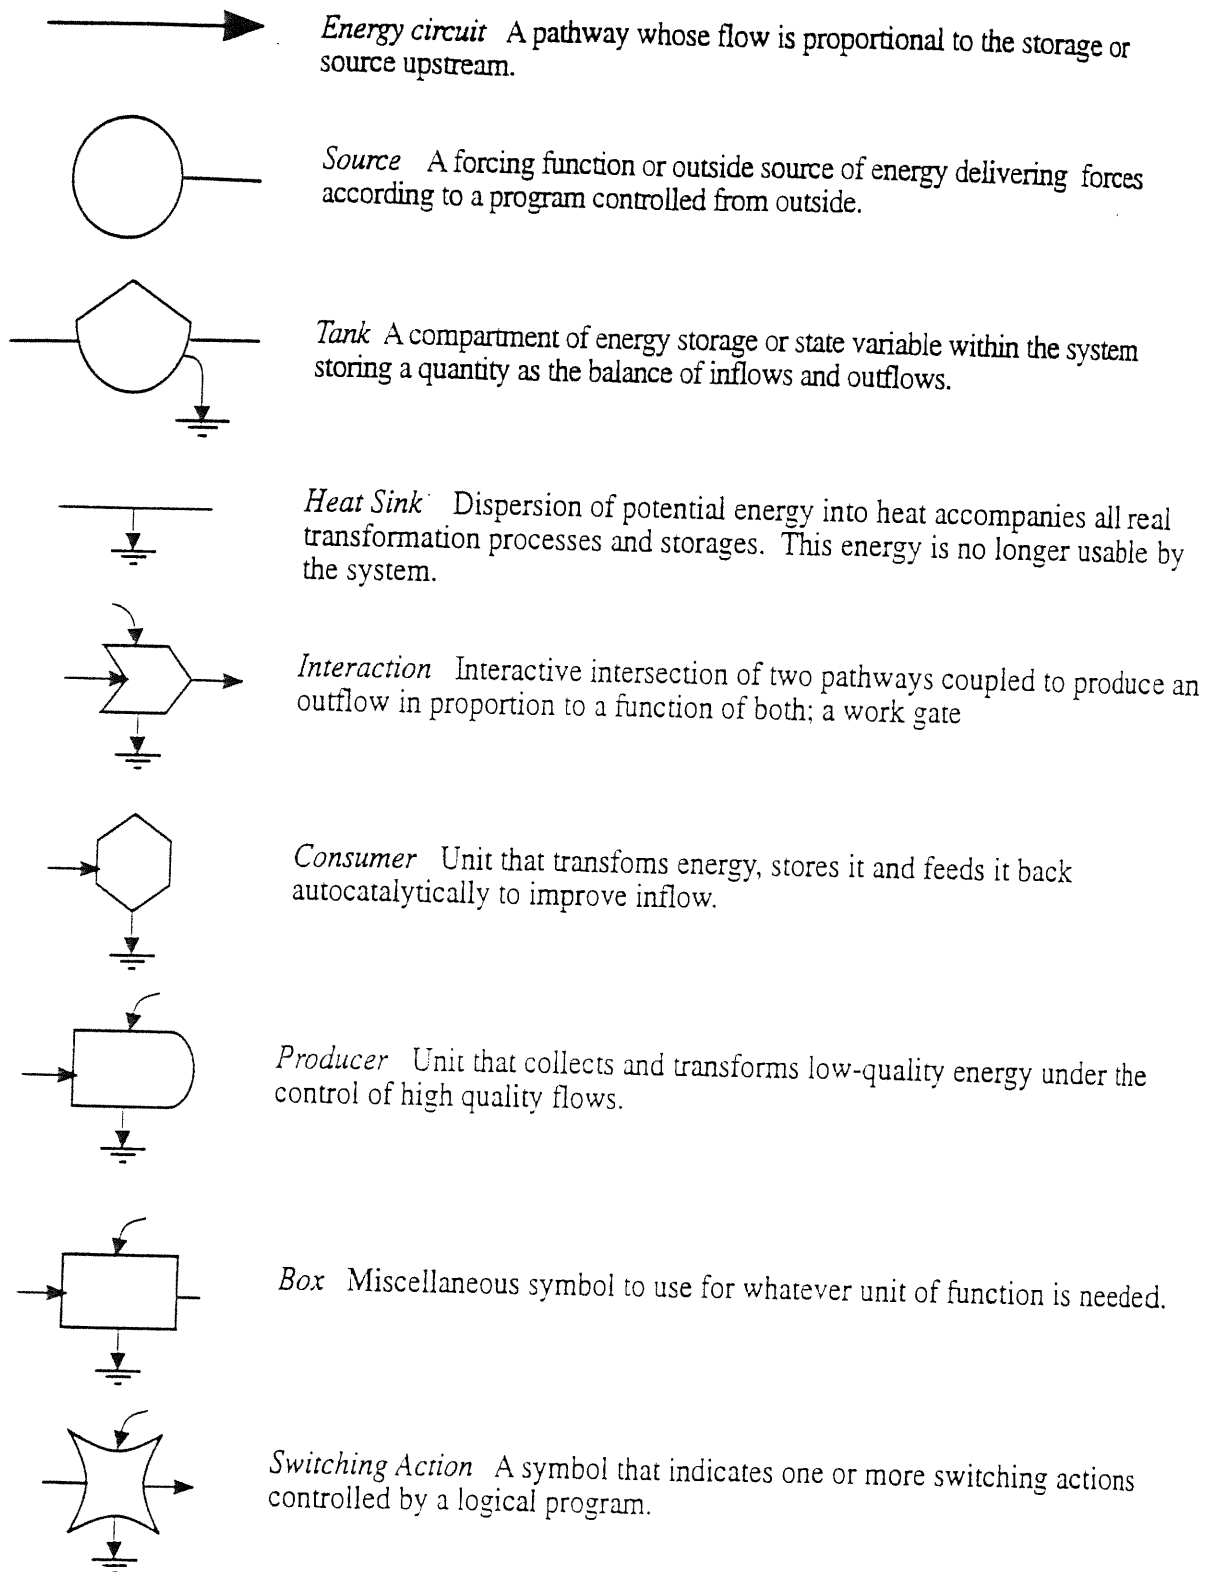 Energy circuit A pathway whose flow is proportional to the storage or
source upstream.
Source A forcing function or outside source of energy delivering forces
according to a program controlled from outside.
Tank A compartment of energy storage or state variable within the system
storing a quantity as the balance of inflows and outflows.
Heat Sink Dispersion of potential energy into heat accompanies all real
transformation processes and storages. This energy is no longer usable by
the system.
Interaction Interactive intersection of two pathways coupled to produce an
outflow in proportion to a function of both; a work gate
Consumer Unit that transfoms energy, stores it and feeds it back
autocatalytically to improve inflow.
Producer Unit that collects and transforms low-quality energy under the
control of high quality flows.
Box Miscellaneous symbol to use for whatever unit of function is needed.
Switching Action A symbol that indicates one or more switching actions
controlled by a logical program.